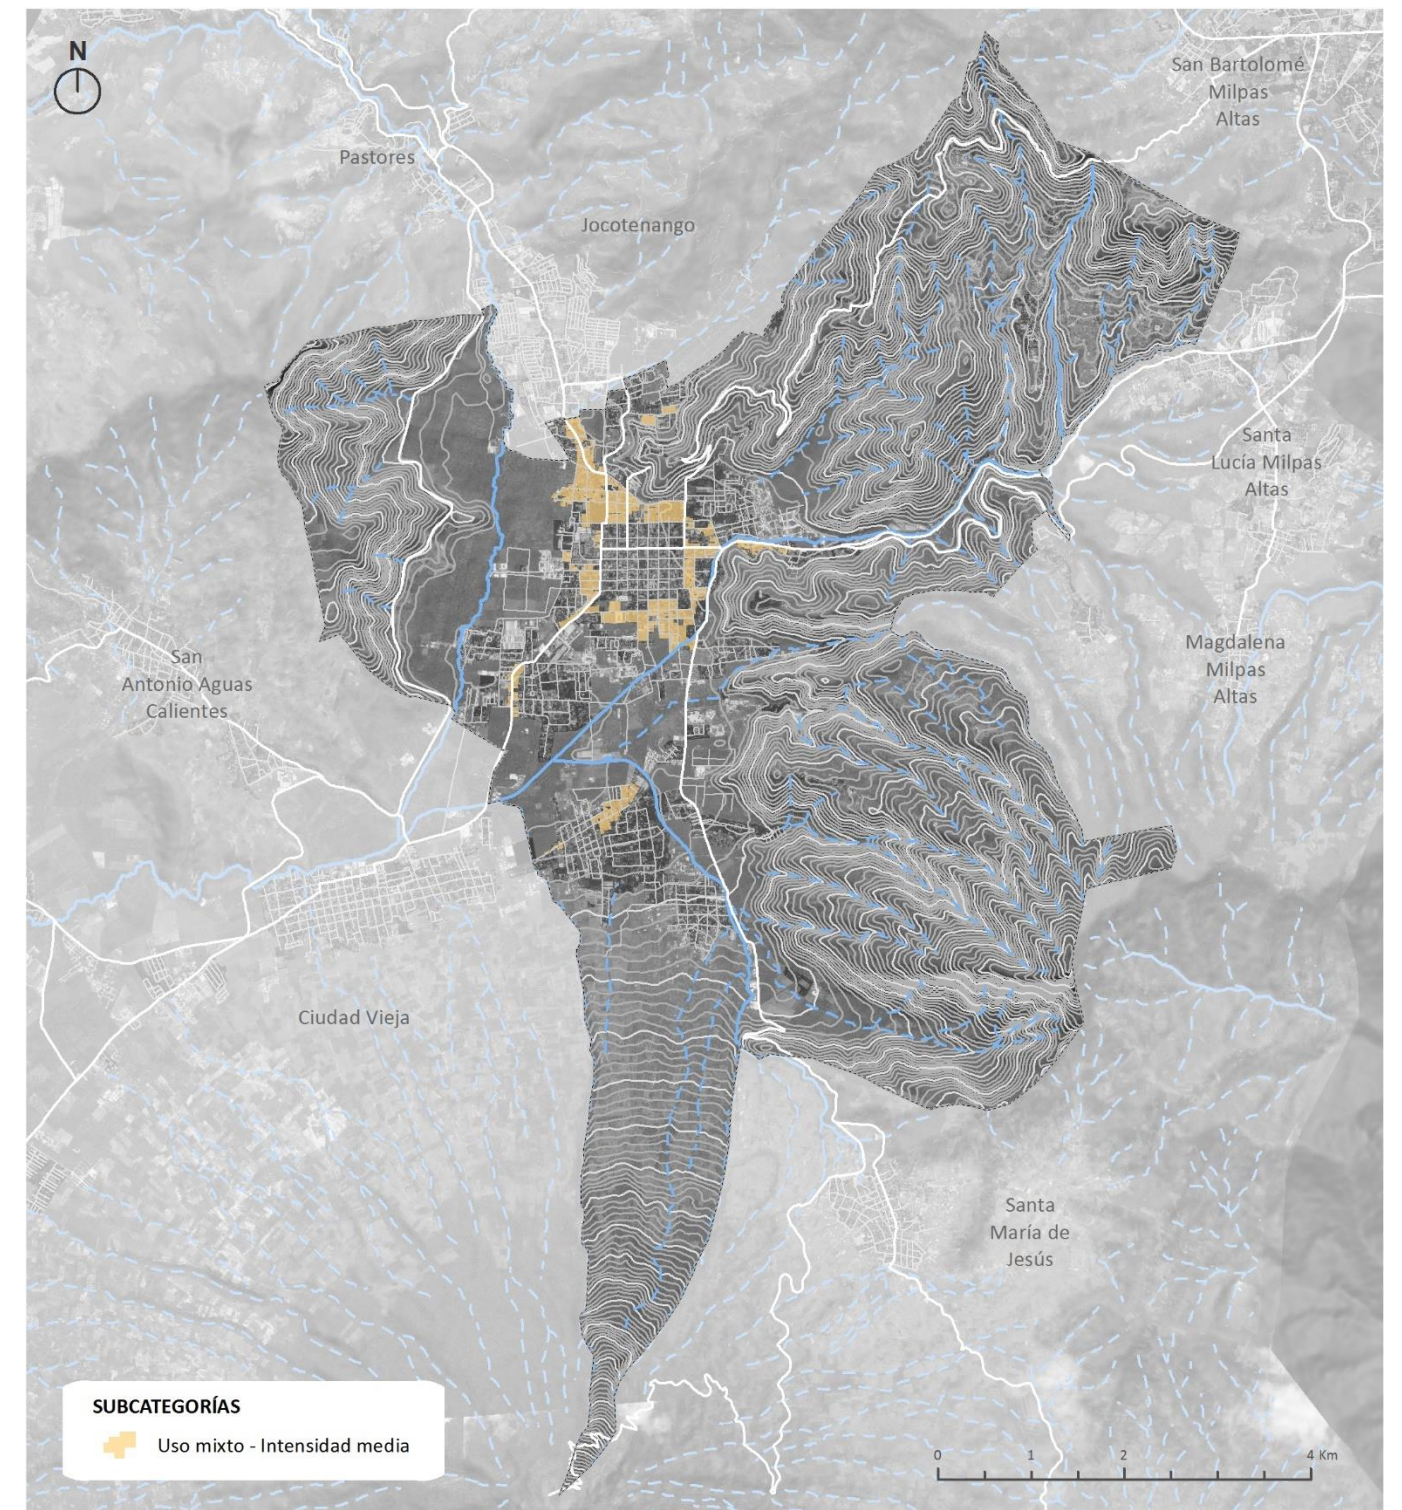 N
San Bartolomé
Milpas
Altas
Pastores
Jocotenango
Santa
Lucía Milpas
Altas
Magdalena
Milpas
Altas
San
Antonio Aguas
Calientes
Ciudad Vieja
Santa
María de
Jesús
SUBCATEGORÍAS
Uso mixto - Intensidad media
0 1 2 4 Km